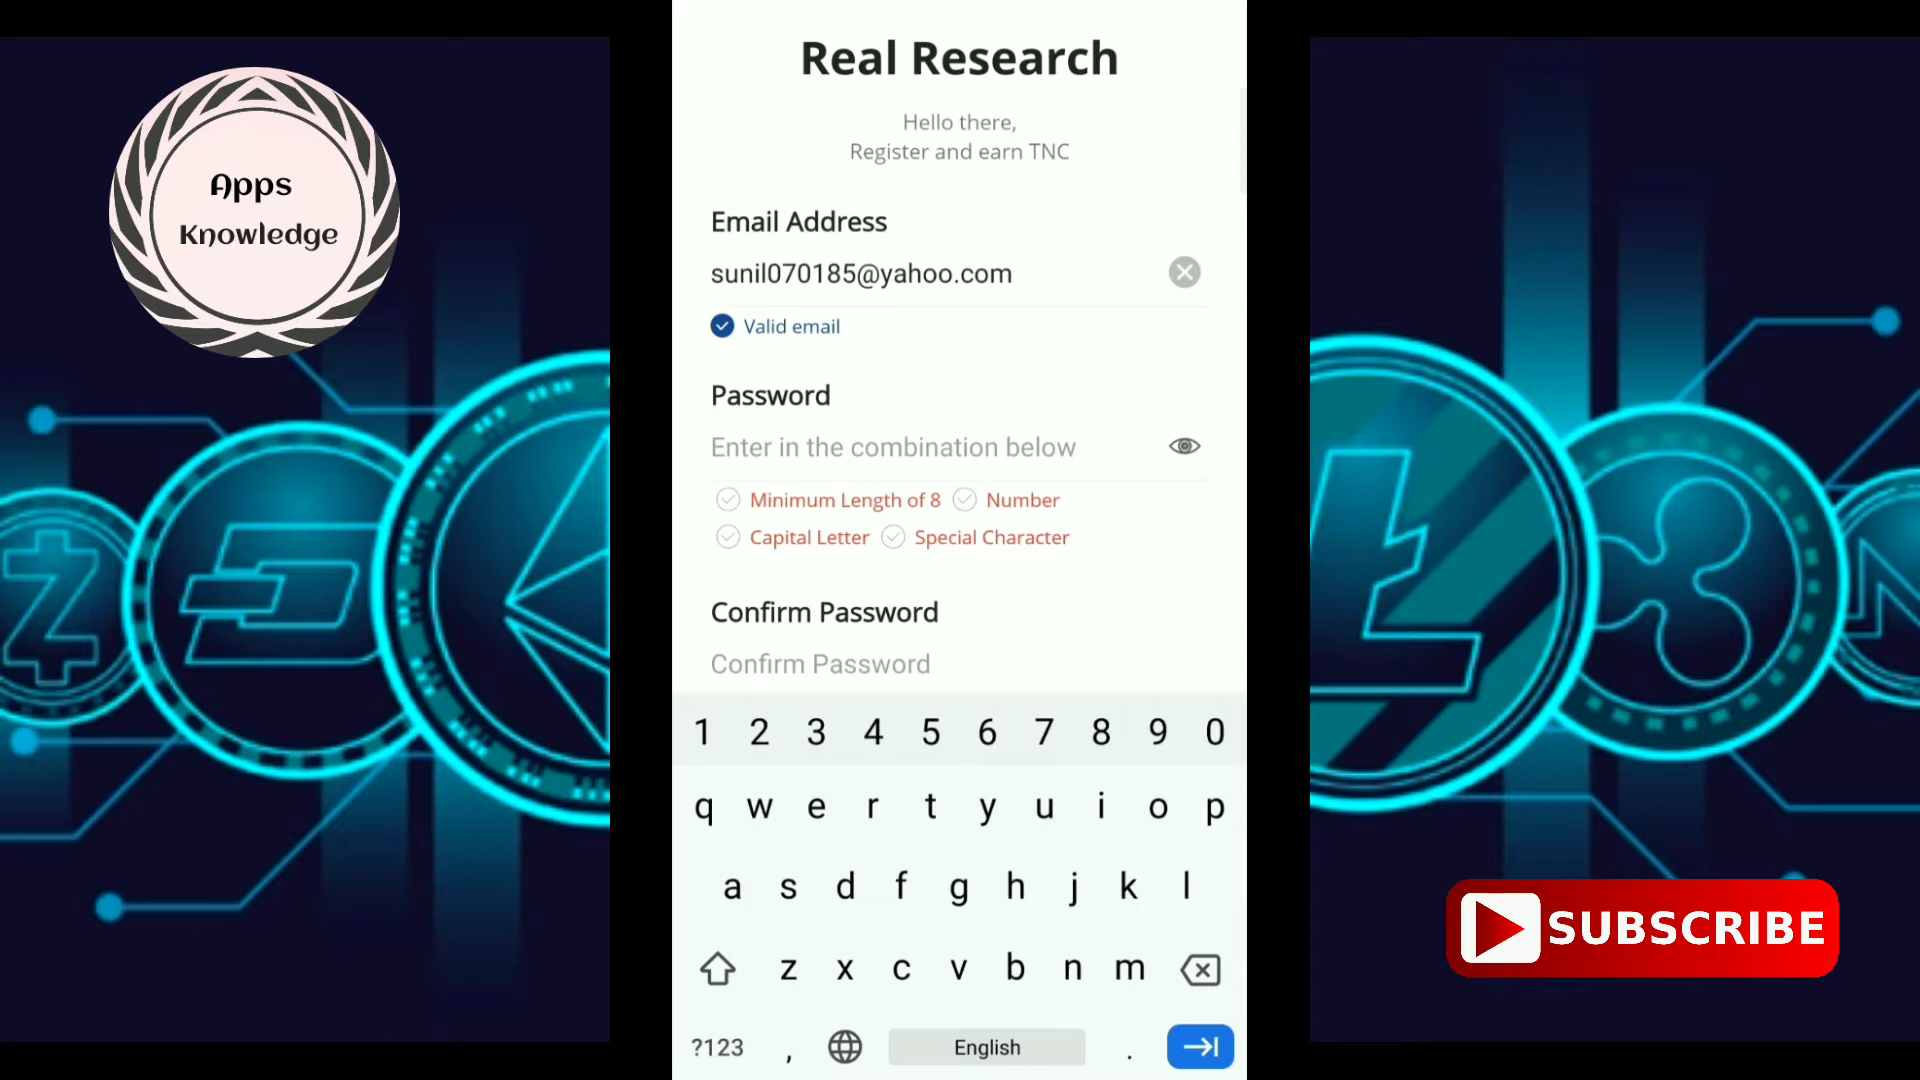 Apps
Knowledge
Real Research
Hello there,
Register and earn TNC
Email Address
sunil070185@yahoo.com
Valid email
Password
Enter in the combination below
Minimum Length of 8 Number
Capital Letter Special Character
Confirm Password
Confirm Password
1 2 3 4 5 6 7 8 9 0
q w e r t y u i o p
a s d f g h j k l
z x c v b n m
?123 , English .
SUBSCRIBE